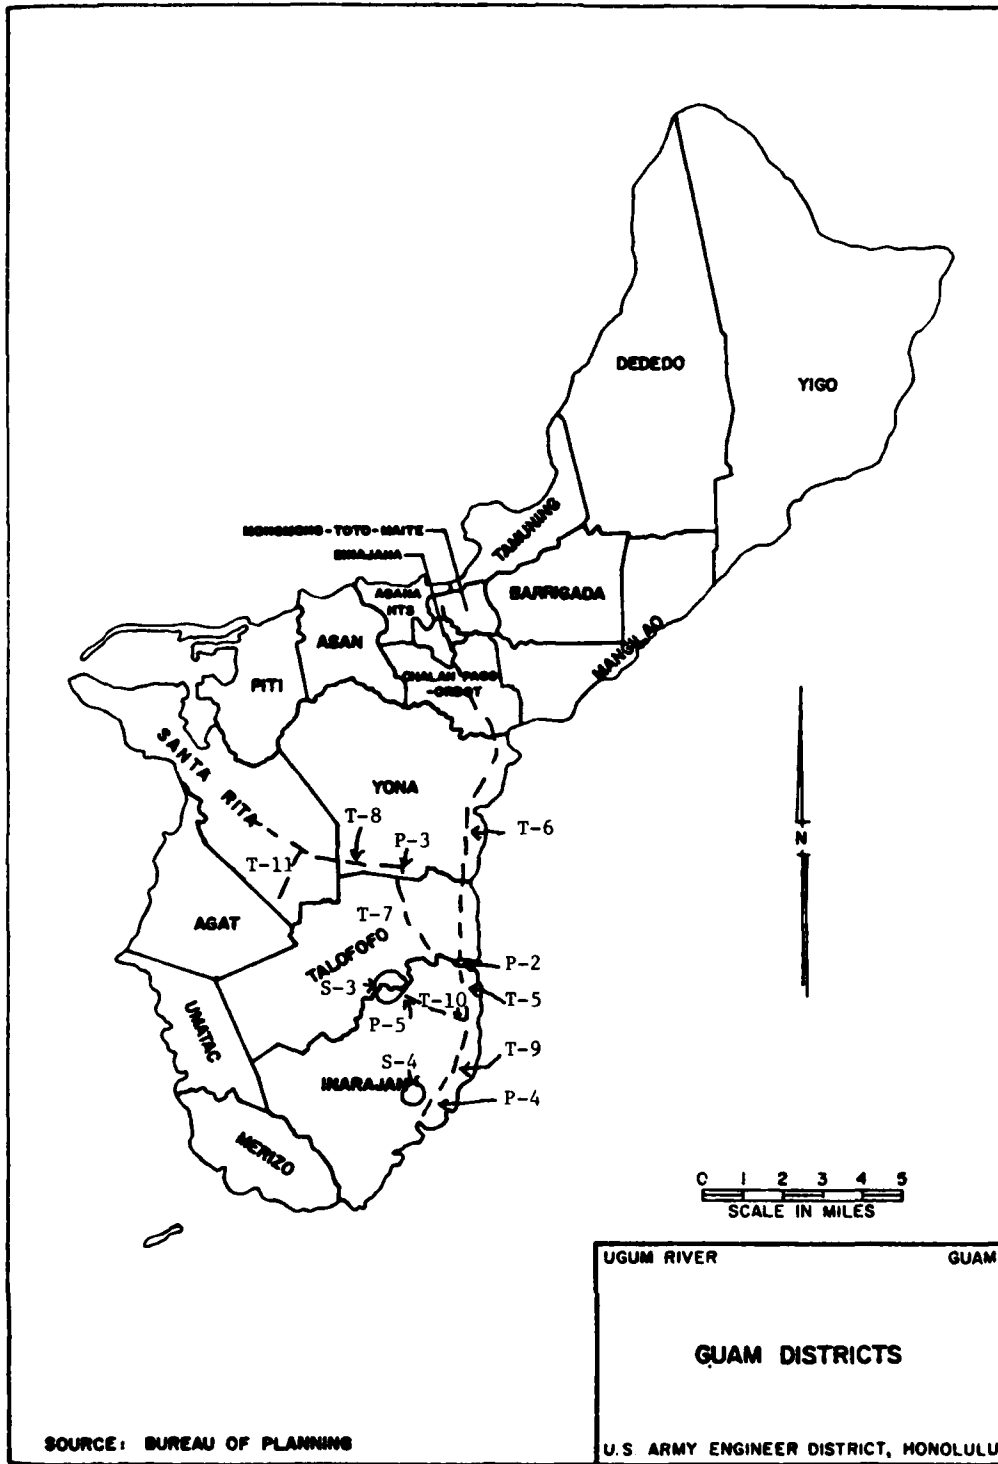 DEDEDO
YIGO
MONGMONG-TOTO-MAITE
SINAJANA
TAMUNING
AGANA
HTS
BARRIGADA
ASAN
MANGILAO
PITI
CHALAN PAGO
-ORDOT
SANTA RITA
YONA
T-8
P-3
T-6
T-11
N
T-7
AGAT
TALOFOFO
P-2
S-3
T-10
T-5
P-5
UMATAC
S-4
T-9
INARAJAN
P-4
MERIZO
0 1 2 3 4 5
SCALE IN MILES
UGUM RIVER GUAM
GUAM DISTRICTS
SOURCE: BUREAU OF PLANNING
U.S. ARMY ENGINEER DISTRICT, HONOLULU